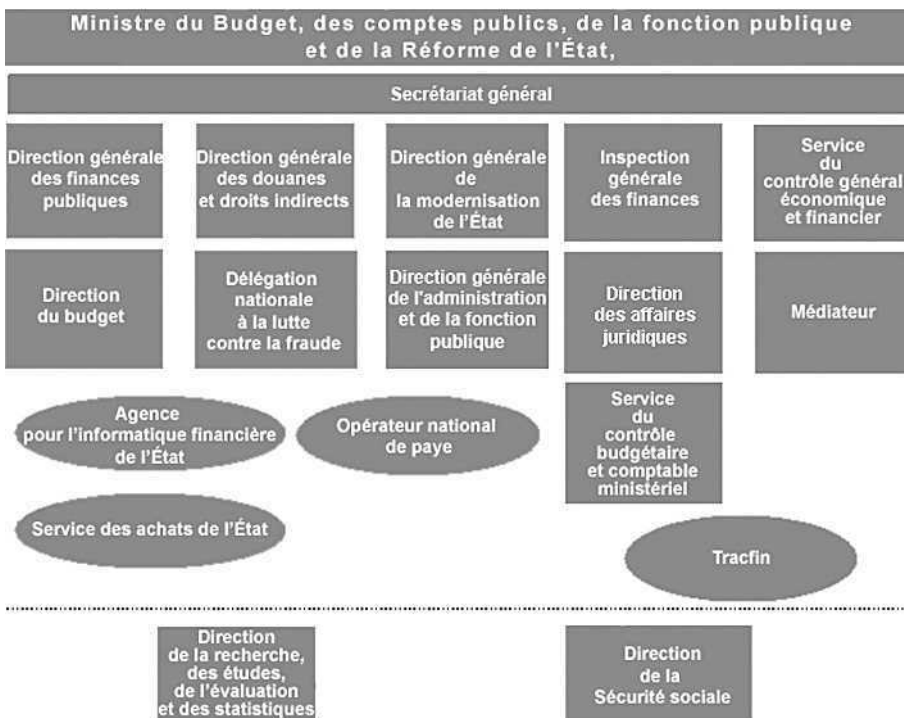 Ministre du Budget, des comptes publics, de la fonction publique
et de la Réforme de l'État,
Secrétariat général
Direction générale
des finances
publiques
Direction générale
des douanes
et droits indirects
Direction générale
de
la modernisation
de l'État
Inspection
générale
des finances
Service
du
contrôle général
économique
et financier
Direction
du budget
Délégation
nationale
à la lutte
contre la fraude
Direction générale
de l'administration
et de la fonction
publique
Direction
des affaires
juridiques
Médiateur
Agence
pour l'informatique financière
de l'État
Opérateur national
de paye
Service
du
contrôle
budgétaire
et comptable
ministériel
Service des achats de l'État
Tracfin
Direction
de la recherche,
des études,
de l'évaluation
et des statistiques
Direction
de la
Sécurité sociale